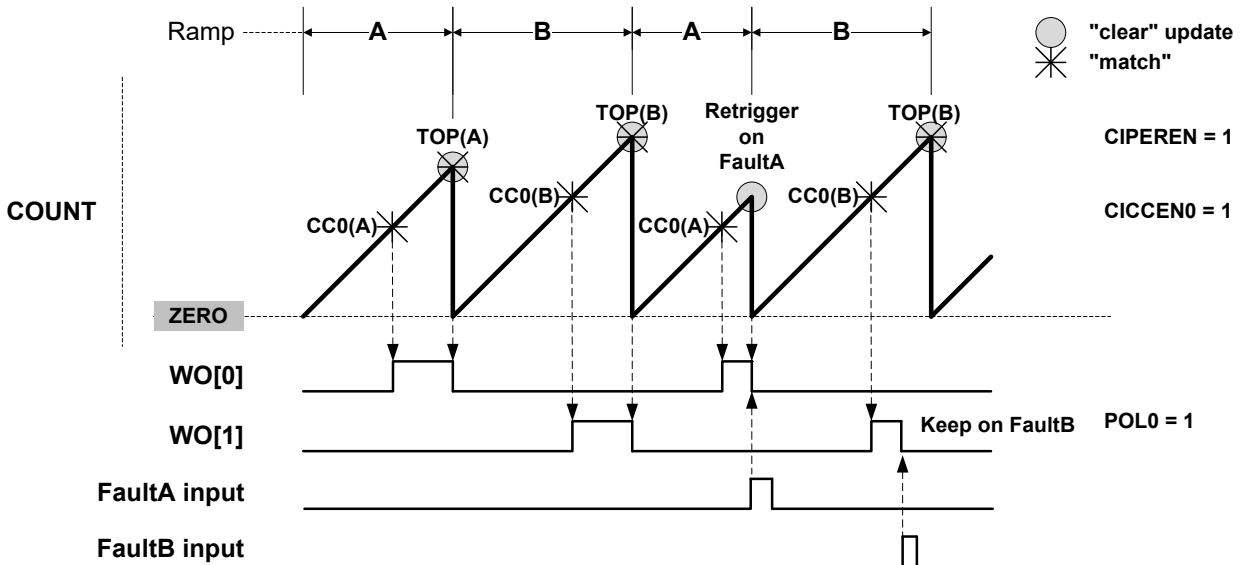 Ramp
A
B
A
B
"clear" update
"match"
TOP(A)
TOP(B)
Retrigger
on
FaultA
TOP(B)
CIPEREN = 1
COUNT
CC0(A)
CC0(B)
CC0(A)
CC0(B)
CICCEN0 = 1
ZERO
WO[0]
WO[1]
Keep on FaultB
POL0 = 1
FaultA input
FaultB input